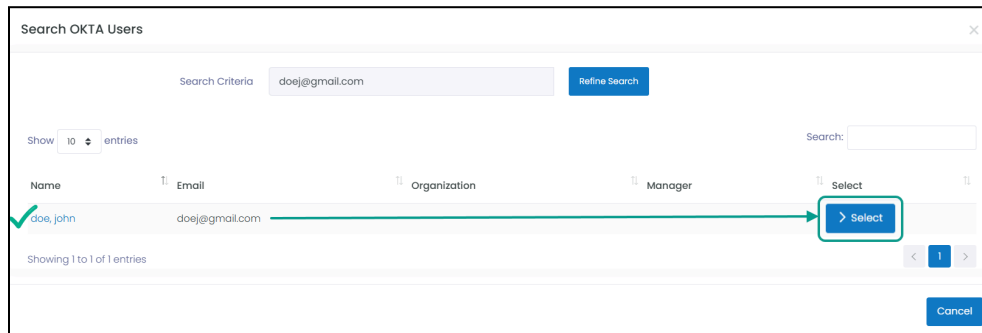 Search OKTA Users
Search Criteria doej@gmail.com Refine Search
Show 10 entries Search:
Name Email Organization Manager Select
doe, john doej@gmail.com Select
Showing 1 to 1 of 1 entries 1
Cancel